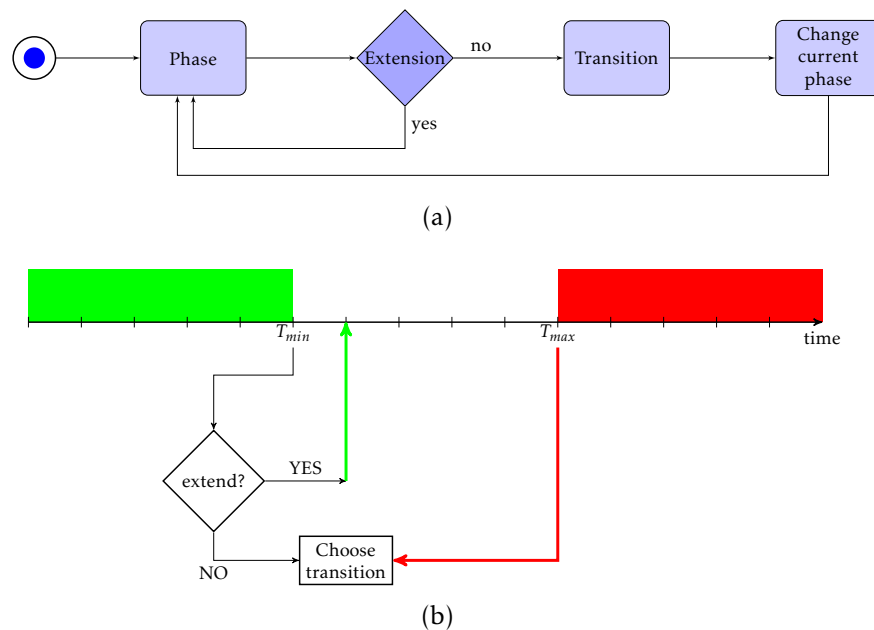 Phase
Extension
no
yes
Transition
Change
current
phase
(a)
T_min
T_max
time
extend?
YES
NO
Choose
transition
(b)